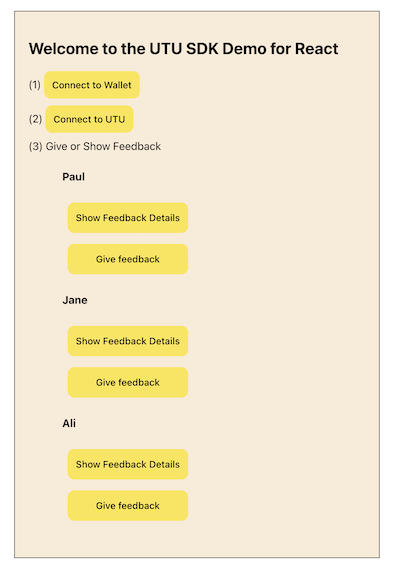 Welcome to the UTU SDK Demo for React
(1) Connect to Wallet
(2) Connect to UTU
(3) Give or Show Feedback
Paul
Show Feedback Details
Give feedback
Jane
Show Feedback Details
Give feedback
Ali
Show Feedback Details
Give feedback